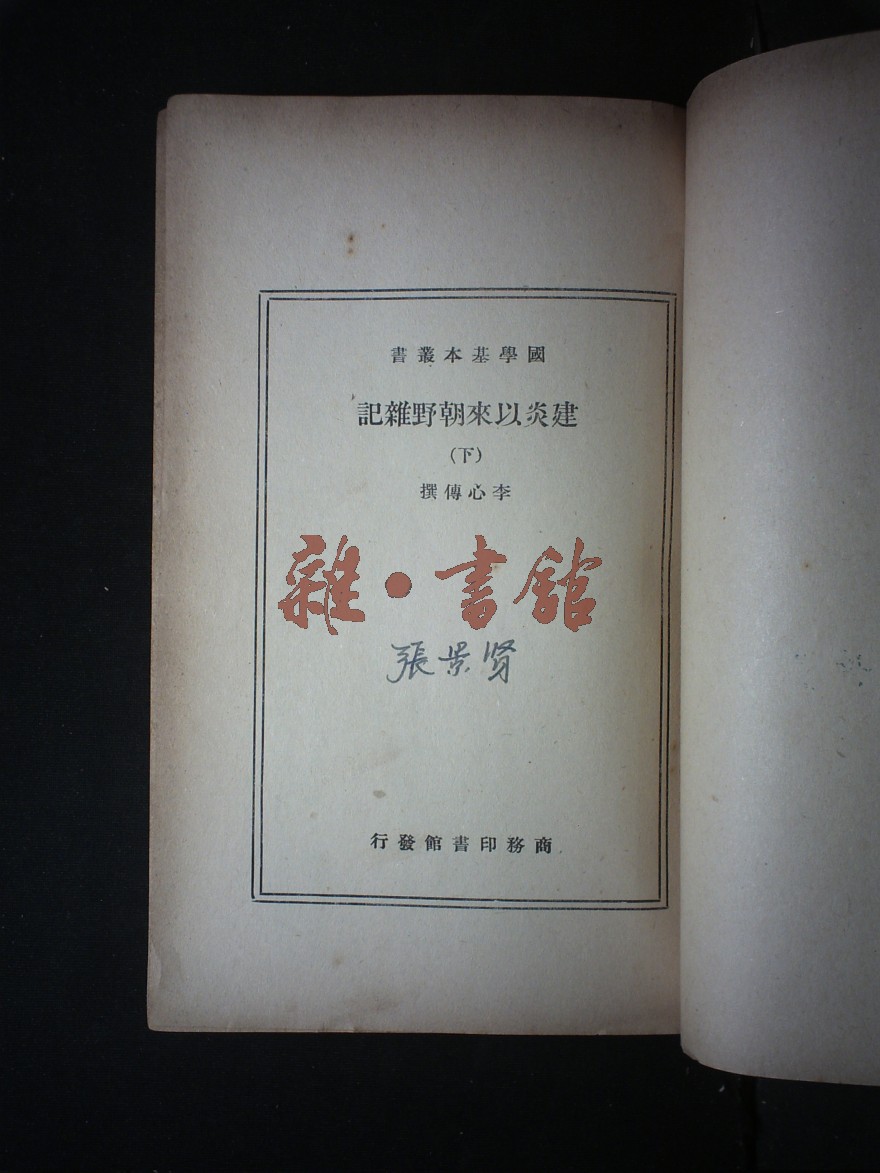 國學基本叢書
建炎以來朝野雜記
(下)
李心傳撰
雜·書館
張景贤
商務印書館發行